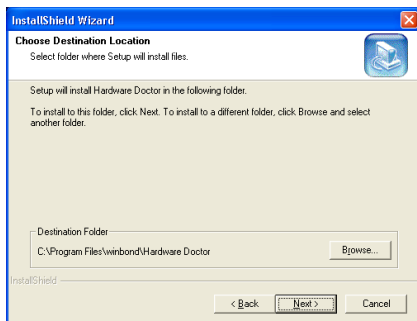 InstallShield Wizard
Choose Destination Location
Select folder where Setup will install files.
Setup will install Hardware Doctor in the following folder.
To install to this folder, click Next. To install to a different folder, click Browse and select
another folder.
Destination Folder
C:\Program Files\winbond\Hardware Doctor
Browse...
InstallShield
< Back
Next >
Cancel